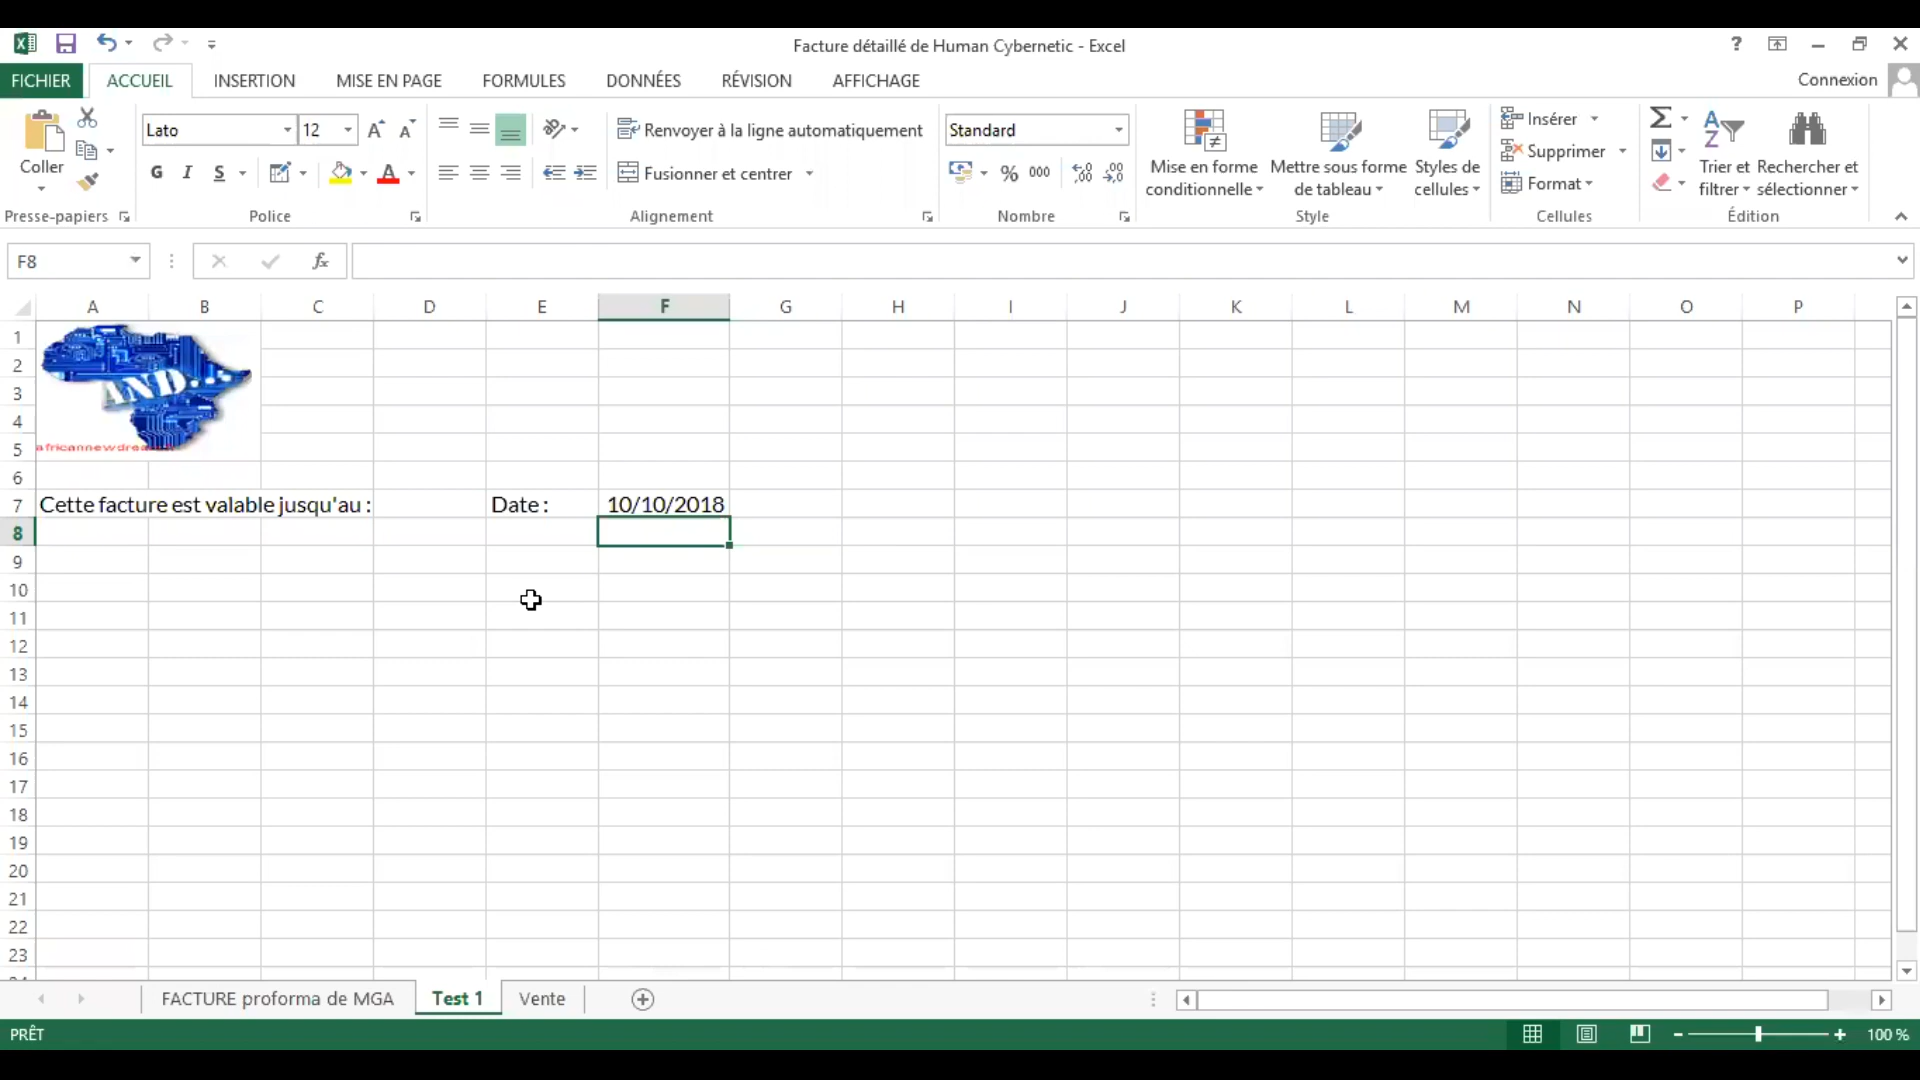 Facture détaillé de Human Cybernetic - Excel
?
FICHIER ACCUEIL INSERTION MISE EN PAGE FORMULES DONNÉES RÉVISION AFFICHAGE Connexion
Lato 12 Renvoyer à la ligne automatiquement Standard Insérer
Coller G I S Fusionner et centrer % 000 Mise en forme conditionnelle Mettre sous forme de tableau Styles de cellules Supprimer Format Trier et filtrer Rechercher et sélectionner
Presse-papiers Police Alignement Nombre Style Cellules Édition
F8 fx
A B C D E F G H I J K L M N O P
1
2
3 AND...
4
5
6
7 Cette facture est valable jusqu'au : Date : 10/10/2018
8
9
10
11
12
13
14
15
16
17
18
19
20
21
22
23
FACTURE proforma de MGA Test 1 Vente
PRÊT 100 %